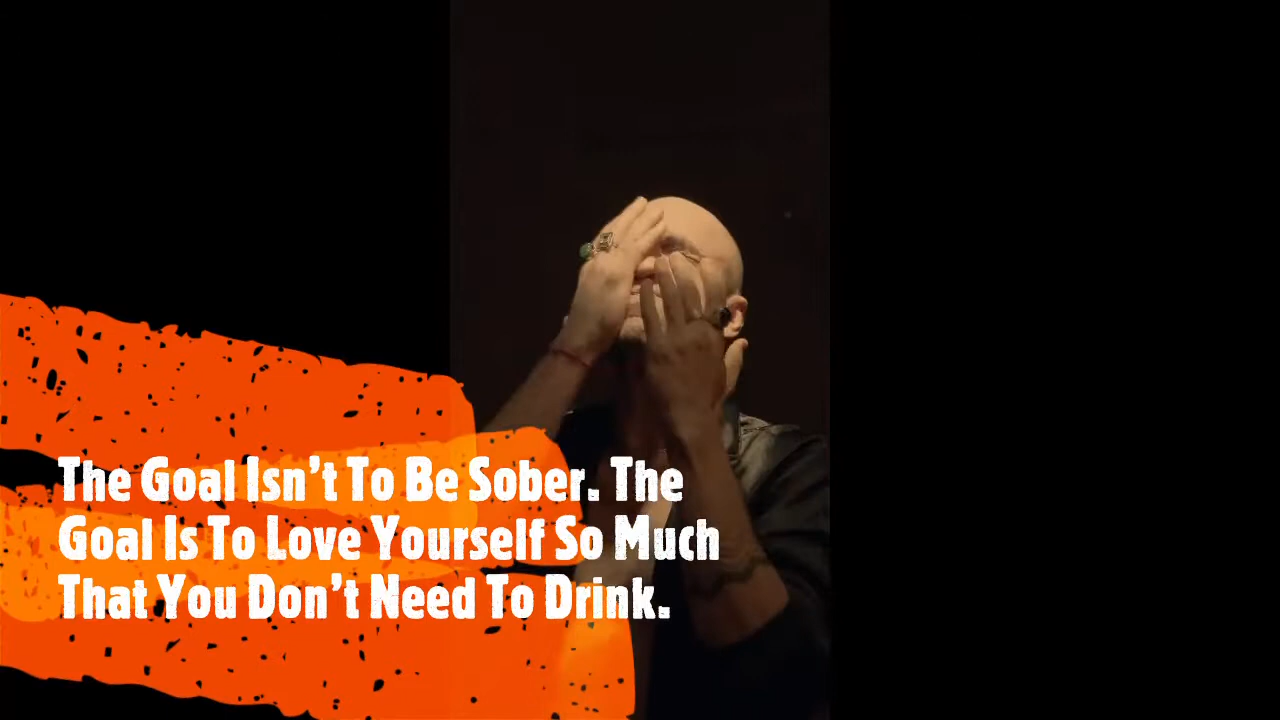 The Goal Isn't To Be Sober. The
Goal Is To Love Yourself So Much
That You Don't Need To Drink.